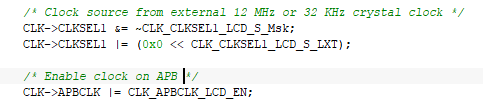 /* Clock source from external 12 MHz or 32 KHz crystal clock */
CLK->CLKSEL1 &= ~CLK_CLKSEL1_LCD_S_Msk;
CLK->CLKSEL1 |= (0x0 << CLK_CLKSEL1_LCD_S_LXT);
/* Enable clock on APB */
CLK->APBCLK |= CLK_APBCLK_LCD_EN;